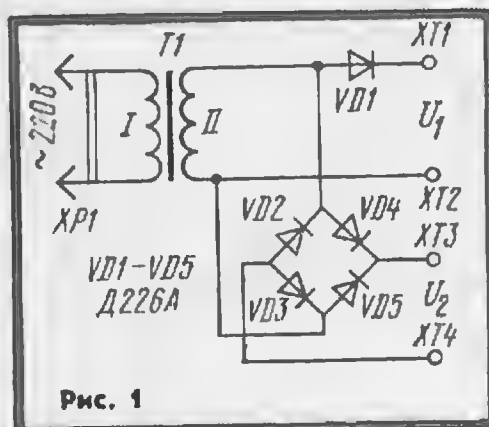 T1
XT1
VD1
~220В
I
II
U1
XP1
XT2
VD2
VD4
XT3
VD1-VD5
Д226А
VD3
VD5
U2
XT4
Рис. 1